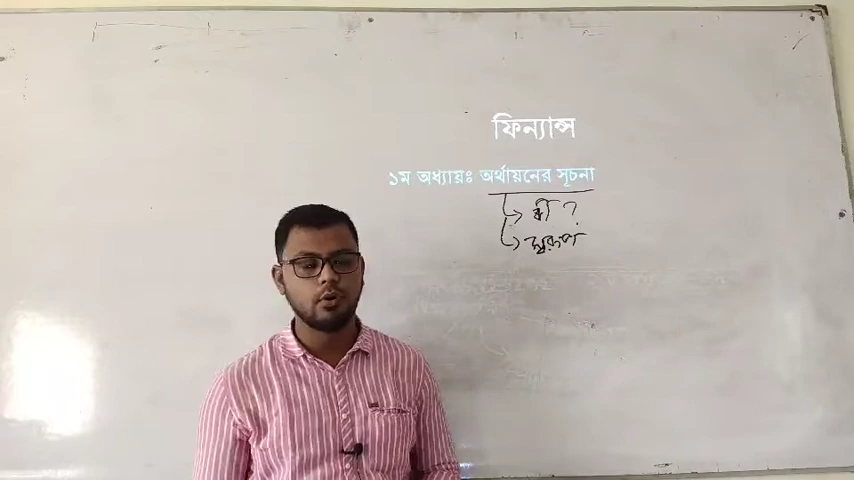 ফিন্যান্স
১ম অধ্যায়ঃ অর্থায়নের সূচনা
কী ?
স্বরূপ